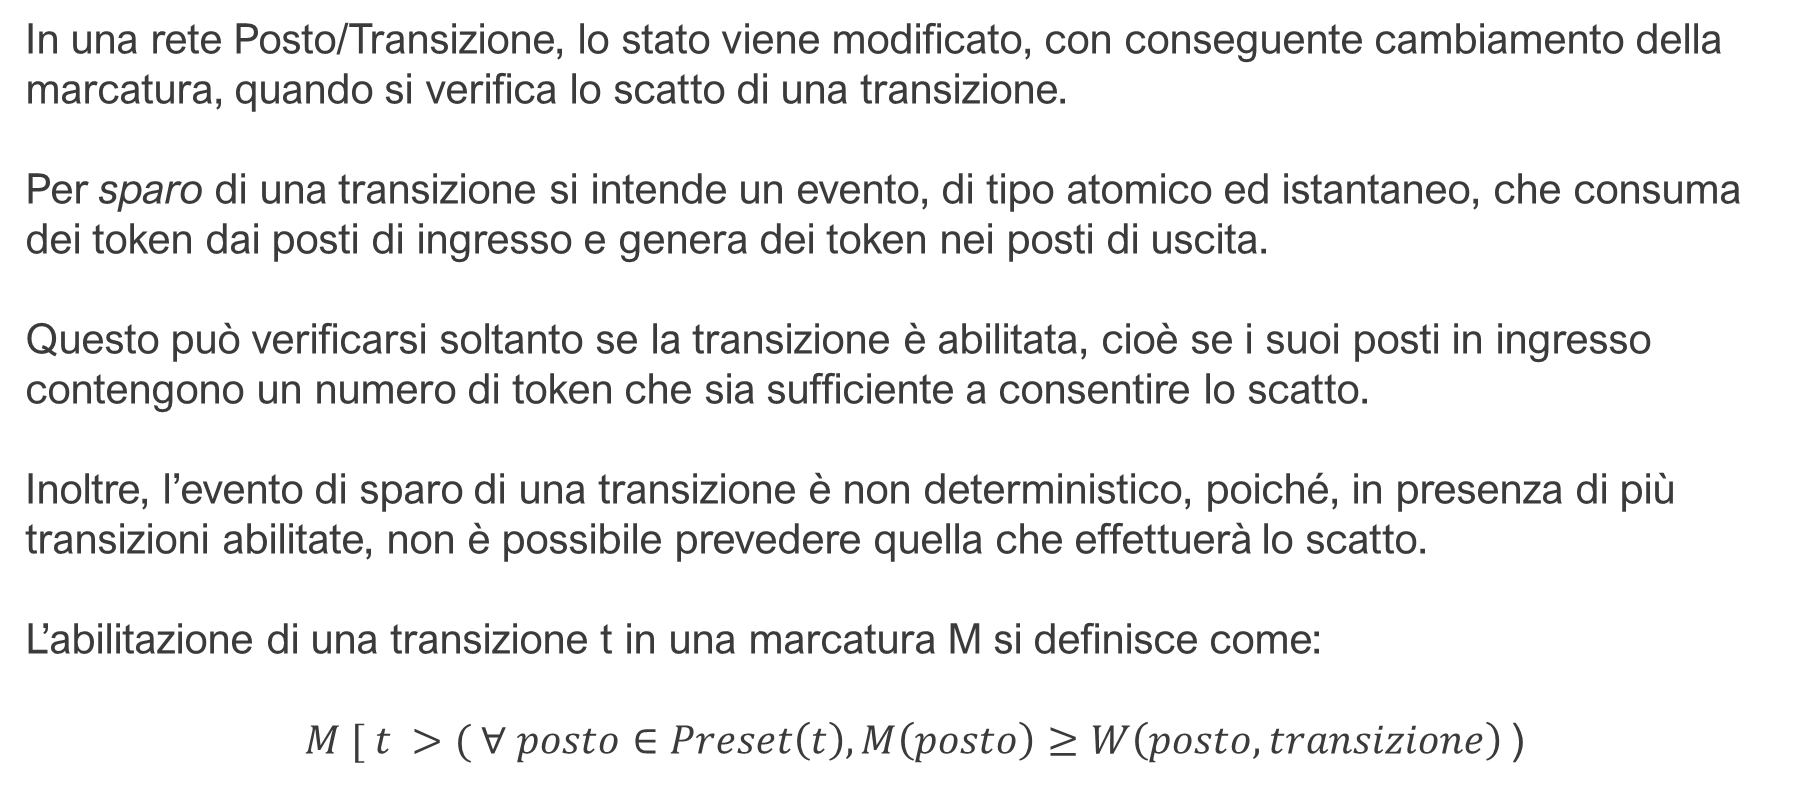 In una rete Posto/Transizione, lo stato viene modificato, con conseguente cambiamento della
marcatura, quando si verifica lo scatto di una transizione.
Per sparo di una transizione si intende un evento, di tipo atomico ed istantaneo, che consuma
dei token dai posti di ingresso e genera dei token nei posti di uscita.
Questo può verificarsi soltanto se la transizione è abilitata, cioè se i suoi posti in ingresso
contengono un numero di token che sia sufficiente a consentire lo scatto.
Inoltre, l’evento di sparo di una transizione è non deterministico, poiché, in presenza di più
transizioni abilitate, non è possibile prevedere quella che effettuerà lo scatto.
L’abilitazione di una transizione t in una marcatura M si definisce come:
M [ t > ( ∀ posto ∈ Preset(t), M(posto) ≥ W(posto, transizione) )